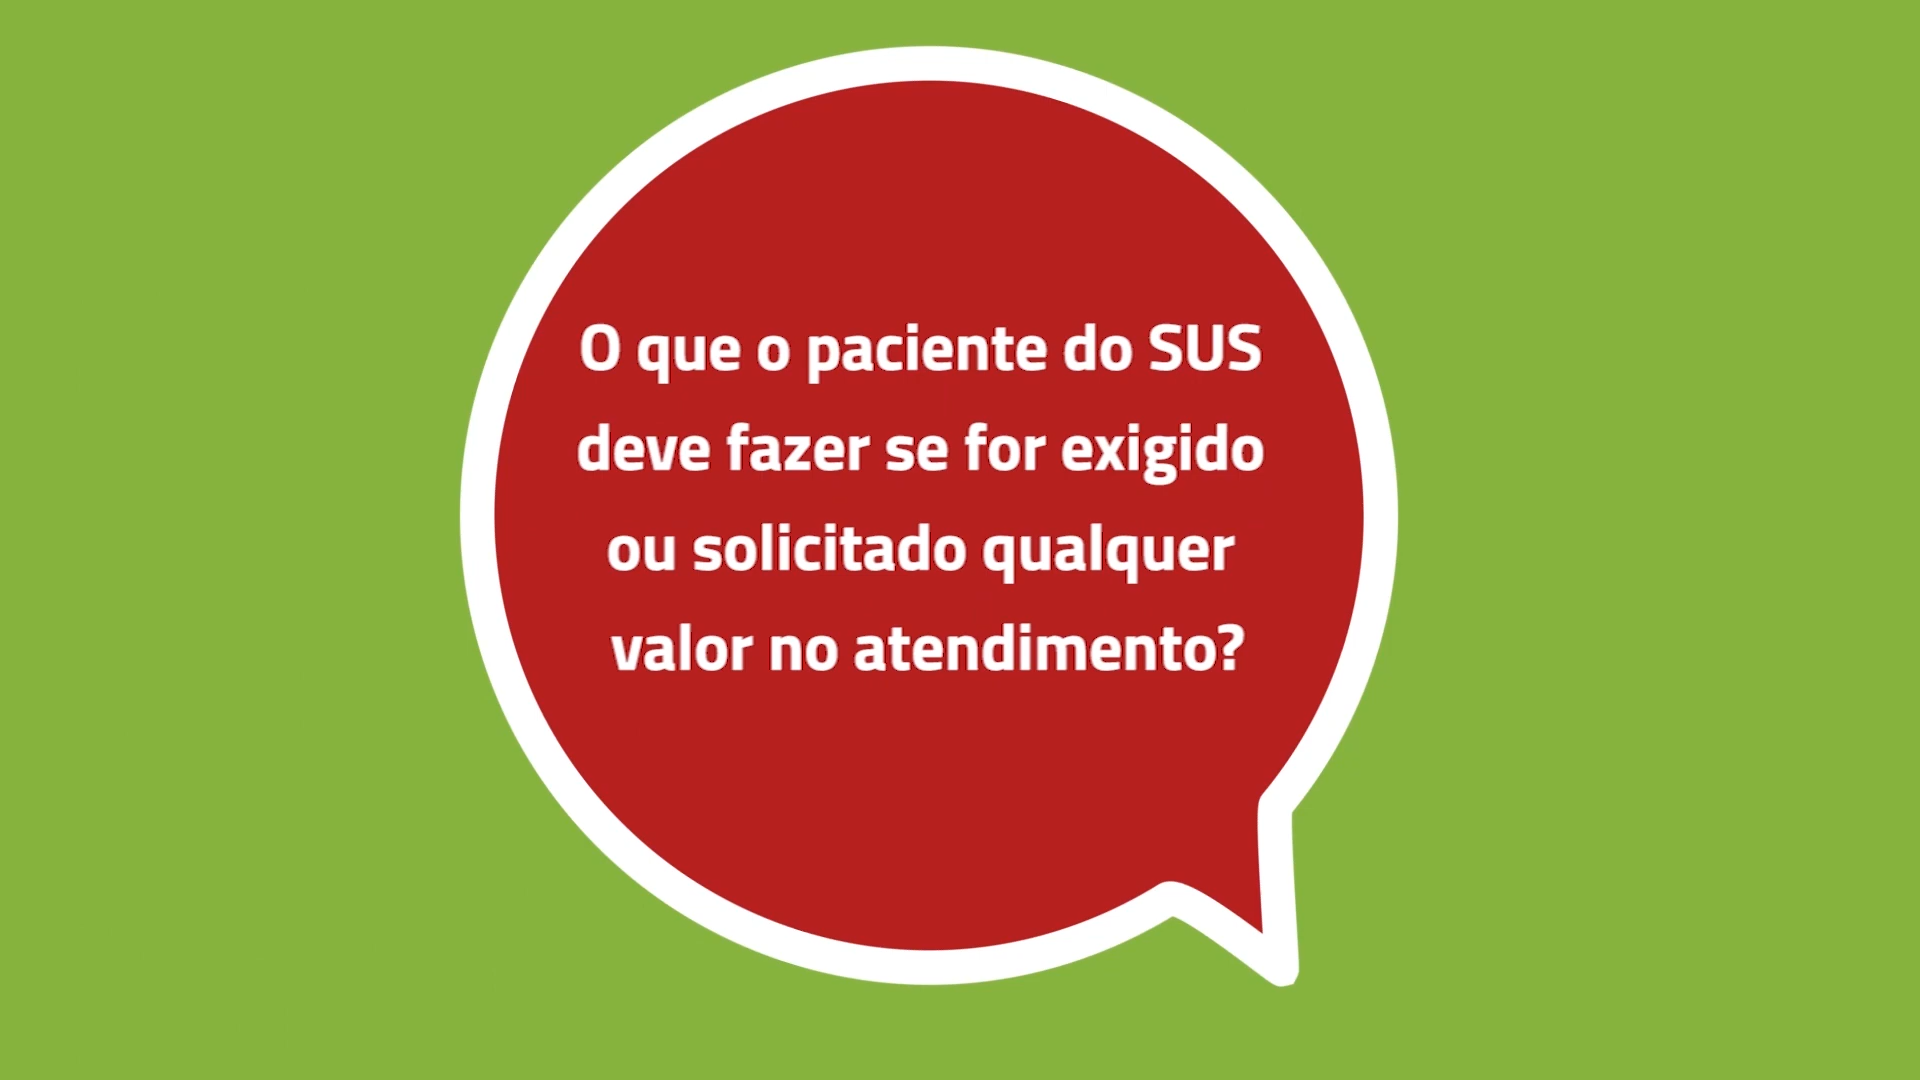 O que o paciente do SUS
deve fazer se for exigido
ou solicitado qualquer
valor no atendimento?